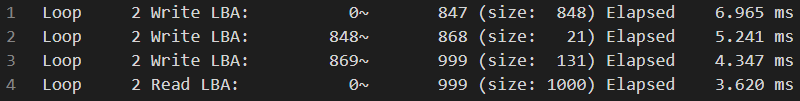 1 Loop 2 Write LBA: 0~ 847 (size: 848) Elapsed 6.965 ms
2 Loop 2 Write LBA: 848~ 868 (size: 21) Elapsed 5.241 ms
3 Loop 2 Write LBA: 869~ 999 (size: 131) Elapsed 4.347 ms
4 Loop 2 Read LBA: 0~ 999 (size: 1000) Elapsed 3.620 ms